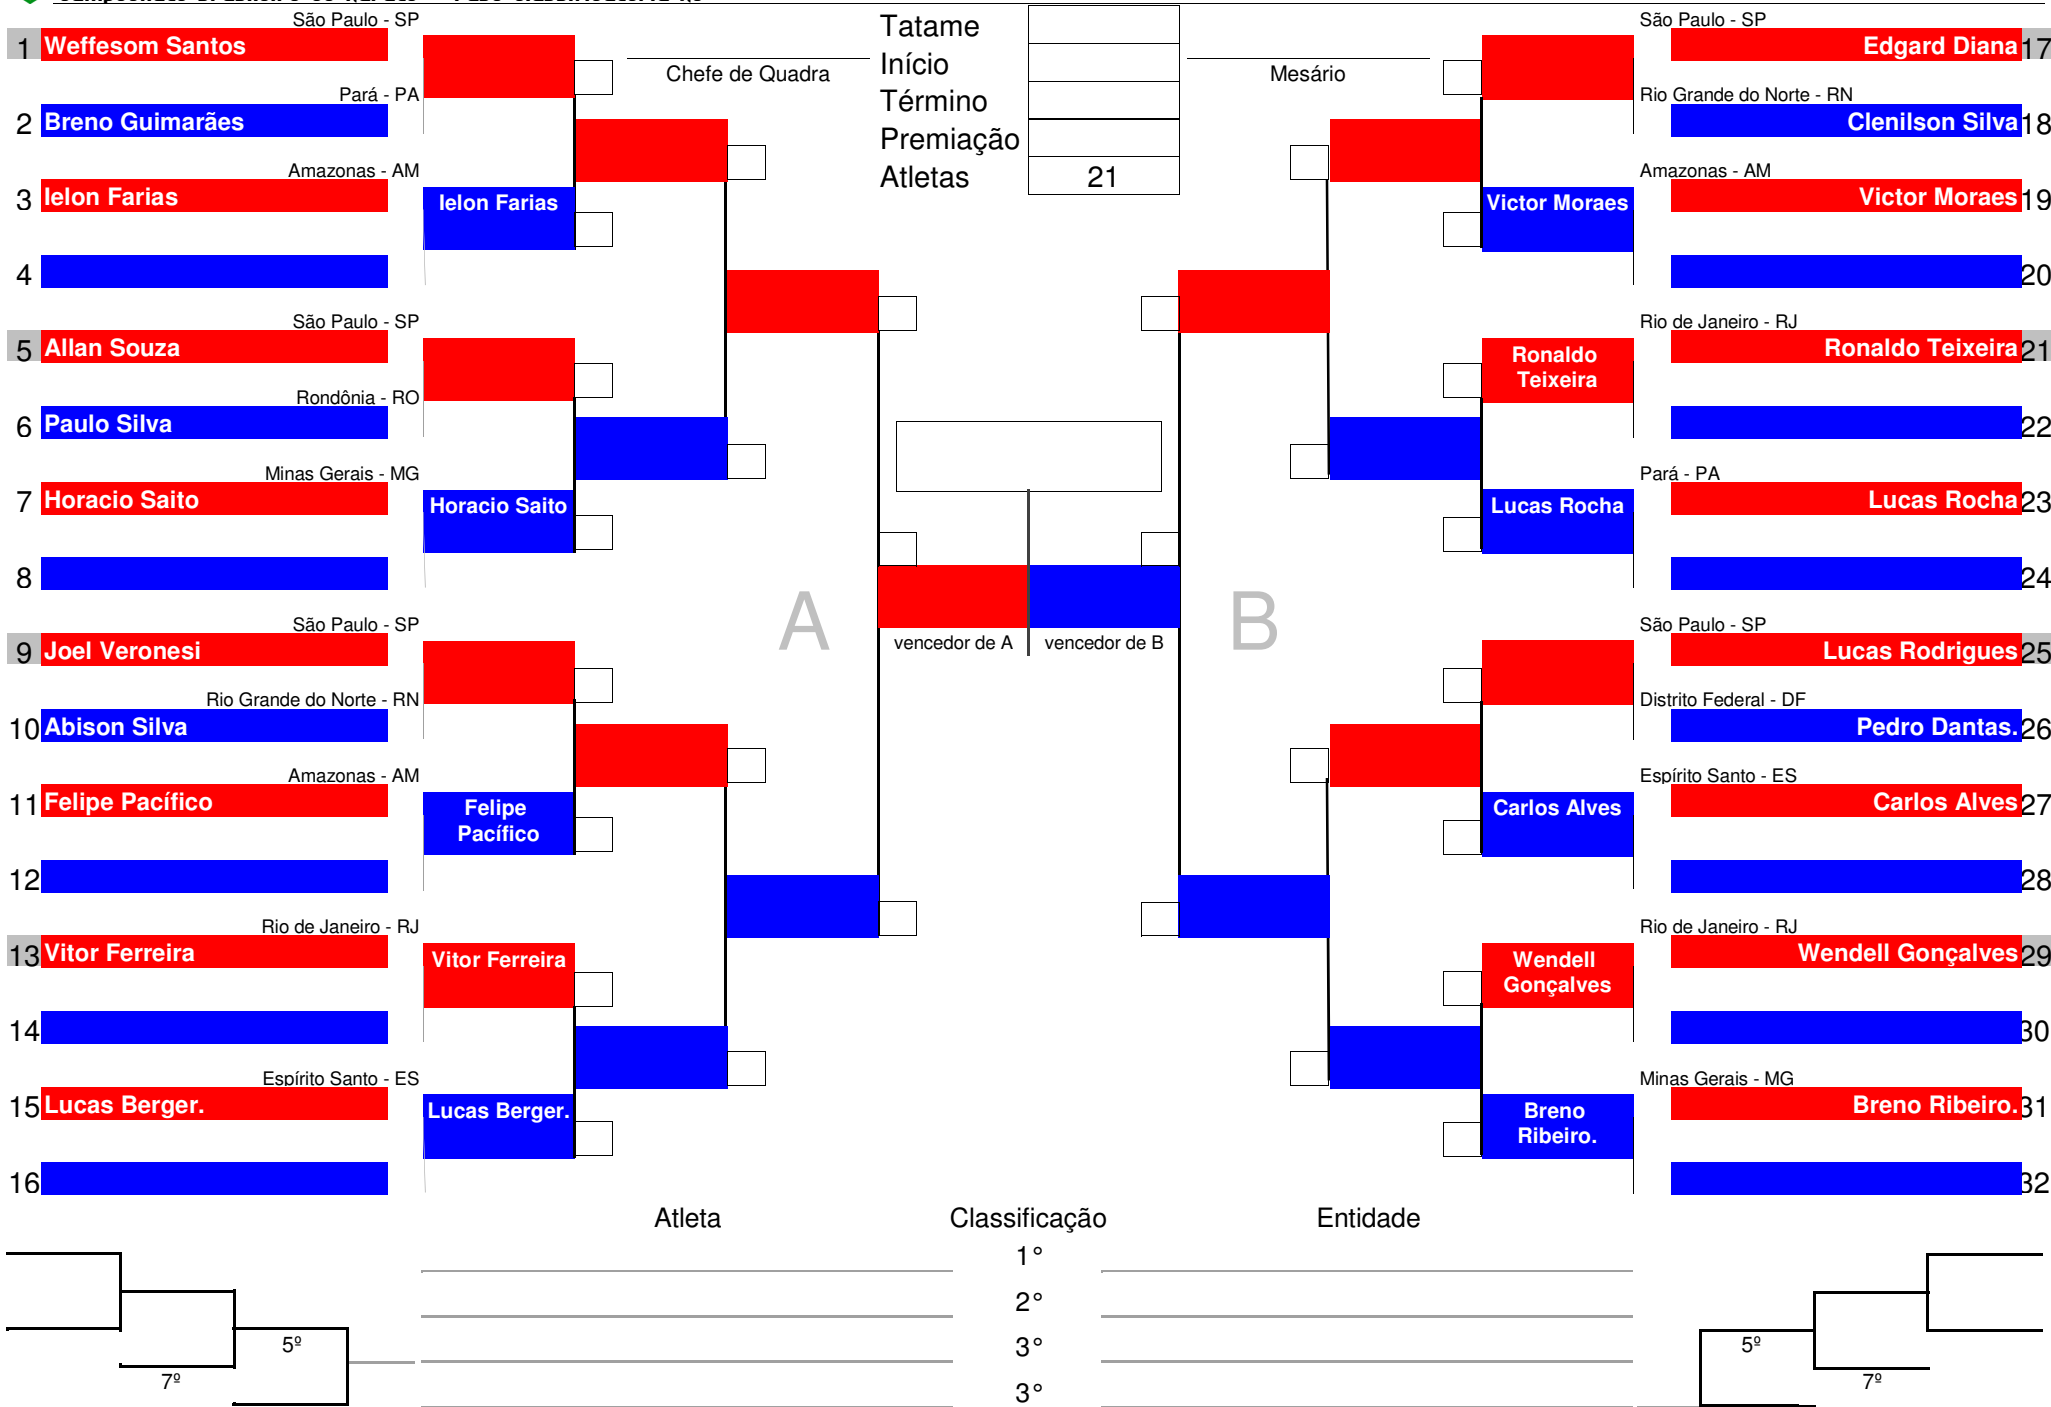 São Paulo - SP
1 Weffesom Santos
Pará - PA
2 Breno Guimarães
Amazonas - AM
3 Ielon Farias
Ielon Farias
4
São Paulo - SP
5 Allan Souza
Rondônia - RO
6 Paulo Silva
Minas Gerais - MG
7 Horacio Saito
Horacio Saito
8
São Paulo - SP
9 Joel Veronesi
Rio Grande do Norte - RN
10 Abison Silva
Amazonas - AM
11 Felipe Pacífico
Felipe
Pacífico
12
Rio de Janeiro - RJ
13 Vitor Ferreira
Vitor Ferreira
14
Espírito Santo - ES
15 Lucas Berger.
Lucas Berger.
16
Chefe de Quadra
Tatame
Início
Término
Premiação
Atletas 21
Mesário
A
vencedor de A
vencedor de B
B
São Paulo - SP
Edgard Diana 17
Rio Grande do Norte - RN
Clenilson Silva 18
Amazonas - AM
Victor Moraes
Victor Moraes 19
20
Rio de Janeiro - RJ
Ronaldo
Teixeira
Ronaldo Teixeira 21
22
Pará - PA
Lucas Rocha
Lucas Rocha 23
24
São Paulo - SP
Lucas Rodrigues 25
Distrito Federal - DF
Pedro Dantas. 26
Espírito Santo - ES
Carlos Alves
Carlos Alves 27
28
Rio de Janeiro - RJ
Wendell
Gonçalves
Wendell Gonçalves 29
30
Minas Gerais - MG
Breno
Ribeiro.
Breno Ribeiro. 31
32
Atleta Classificação Entidade
1°
2°
3°
3°
5º
7º
5º
7º